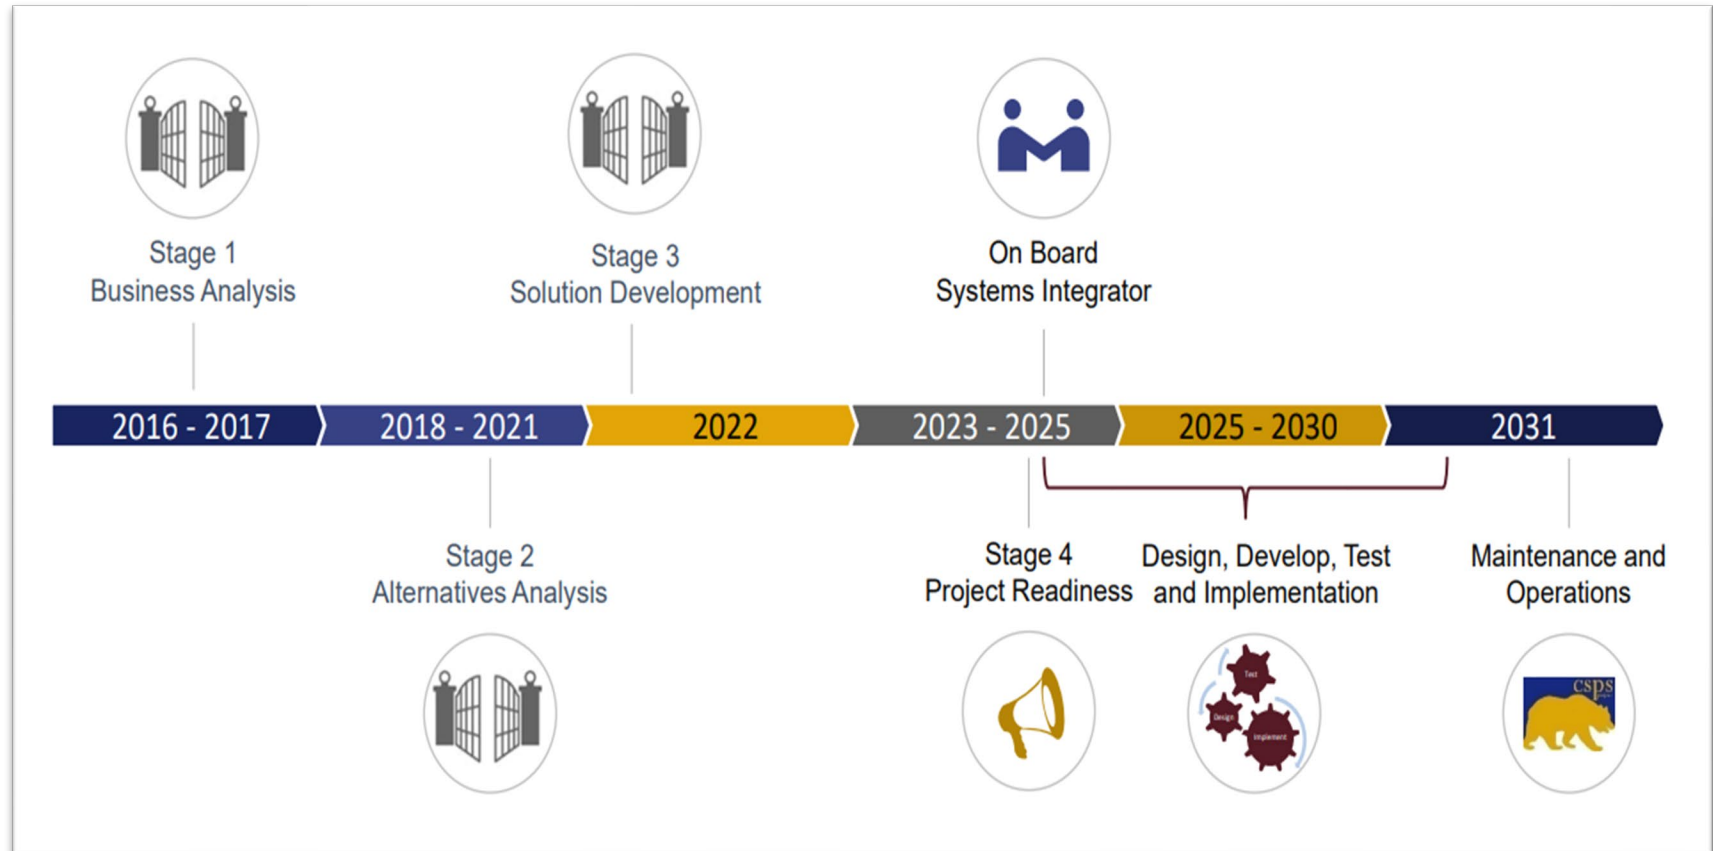 Stage 1
Business Analysis
Stage 3
Solution Development
On Board
Systems Integrator
2016 - 2017
2018 - 2021
2022
2023 - 2025
2025 - 2030
2031
Stage 2
Alternatives Analysis
Stage 4
Project Readiness
Design, Develop, Test
and Implementation
Maintenance and
Operations
Test
Design
Implement
csps